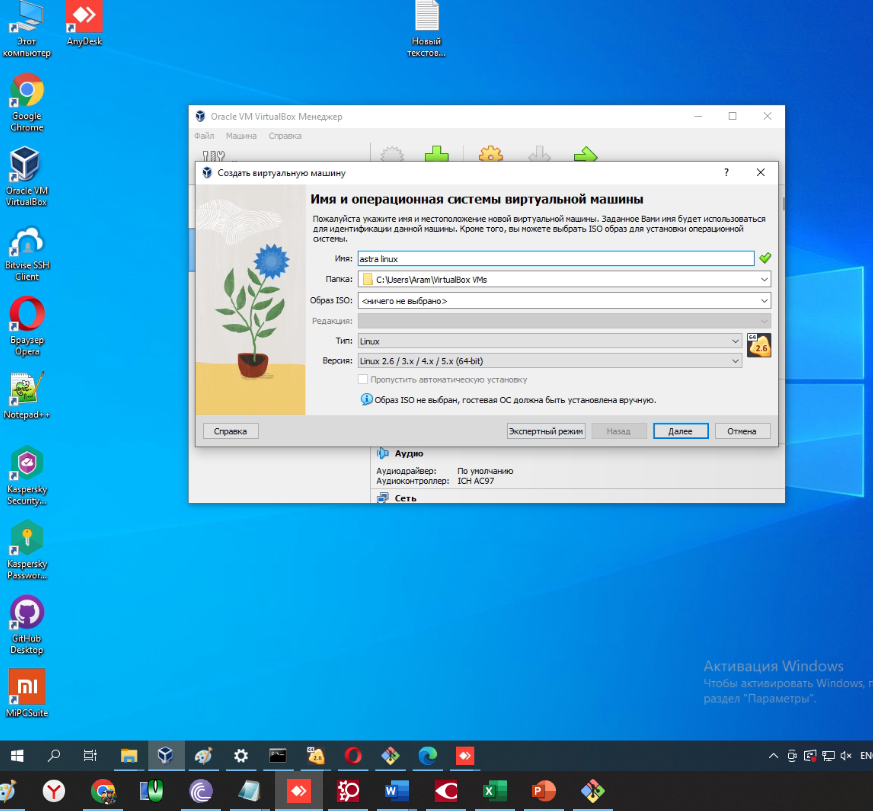 Этот
компьютер
AnyDesk
Новый
текстов...
Google
Chrome
Oracle VM
VirtualBox
Bitvise SSH
Client
Браузер
Opera
Notepad++
Kaspersky
Security...
Kaspersky
Passwor...
GitHub
Desktop
MiPCSuite
Oracle VM VirtualBox Менеджер
Файл Машина Справка
Создать виртуальную машину
Имя и операционная системы виртуальной машины
Пожалуйста укажите имя и местоположение новой виртуальной машины. Заданное Вами имя будет использоваться
для идентификации данной машины. Кроме того, вы можете выбрать ISO образ для установки операционной
системы.
Имя: astra linux
Папка: C:\Users\Aram\VirtualBox VMs
Образ ISO: <ничего не выбрано>
Редакция:
Тип: Linux
64
2.6
Версия: Linux 2.6 / 3.x / 4.x / 5.x (64-bit)
Пропустить автоматическую установку
Образ ISO не выбран, гостевая ОС должна быть установлена вручную.
Справка Экспертный режим Назад Далее Отмена
Аудио
Аудиодрайвер: По умолчанию
Аудиоконтроллер: ICH AC97
Сеть
Активация Windows
Чтобы активировать Windows, п
раздел "Параметры".
EN